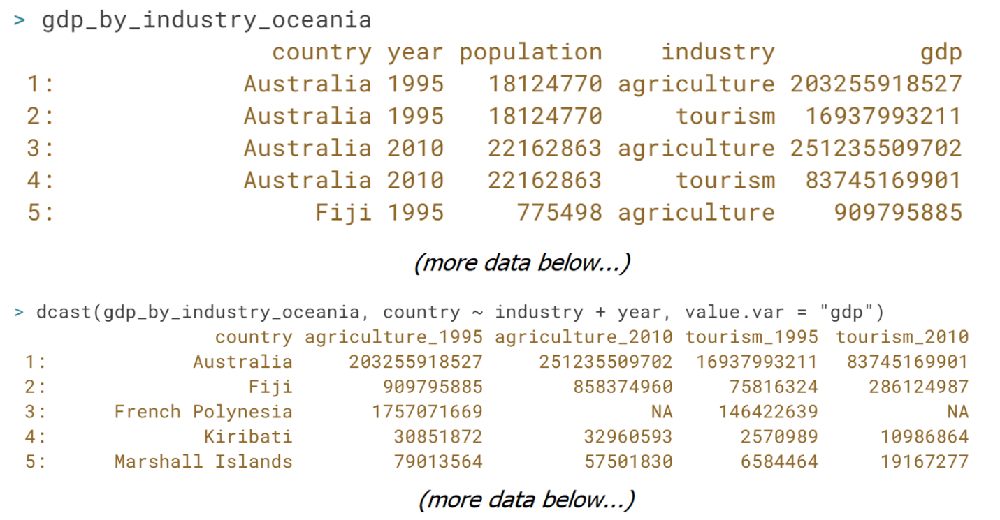 > gdp_by_industry_oceania
country year population industry gdp
1: Australia 1995 18124770 agriculture 203255918527
2: Australia 1995 18124770 tourism 16937993211
3: Australia 2010 22162863 agriculture 251235509702
4: Australia 2010 22162863 tourism 83745169901
5: Fiji 1995 775498 agriculture 909795885
(more data below...)
> dcast(gdp_by_industry_oceania, country ~ industry + year, value.var = "gdp")
country agriculture_1995 agriculture_2010 tourism_1995 tourism_2010
1: Australia 203255918527 251235509702 16937993211 83745169901
2: Fiji 909795885 858374960 75816324 286124987
3: French Polynesia 1757071669 NA 146422639 NA
4: Kiribati 30851872 32960593 2570989 10986864
5: Marshall Islands 79013564 57501830 6584464 19167277
(more data below...)